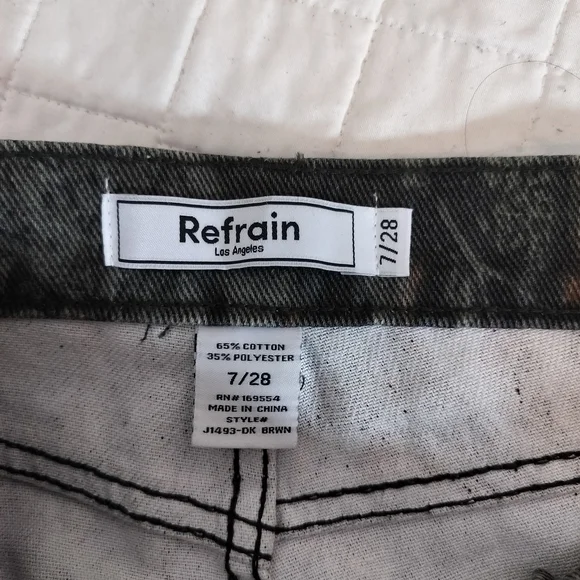 Refrain
Los Angeles
7/28
65% COTTON
35% POLYESTER
7/28
RN# 169554
MADE IN CHINA
STYLE#
J1493-DK BRWN